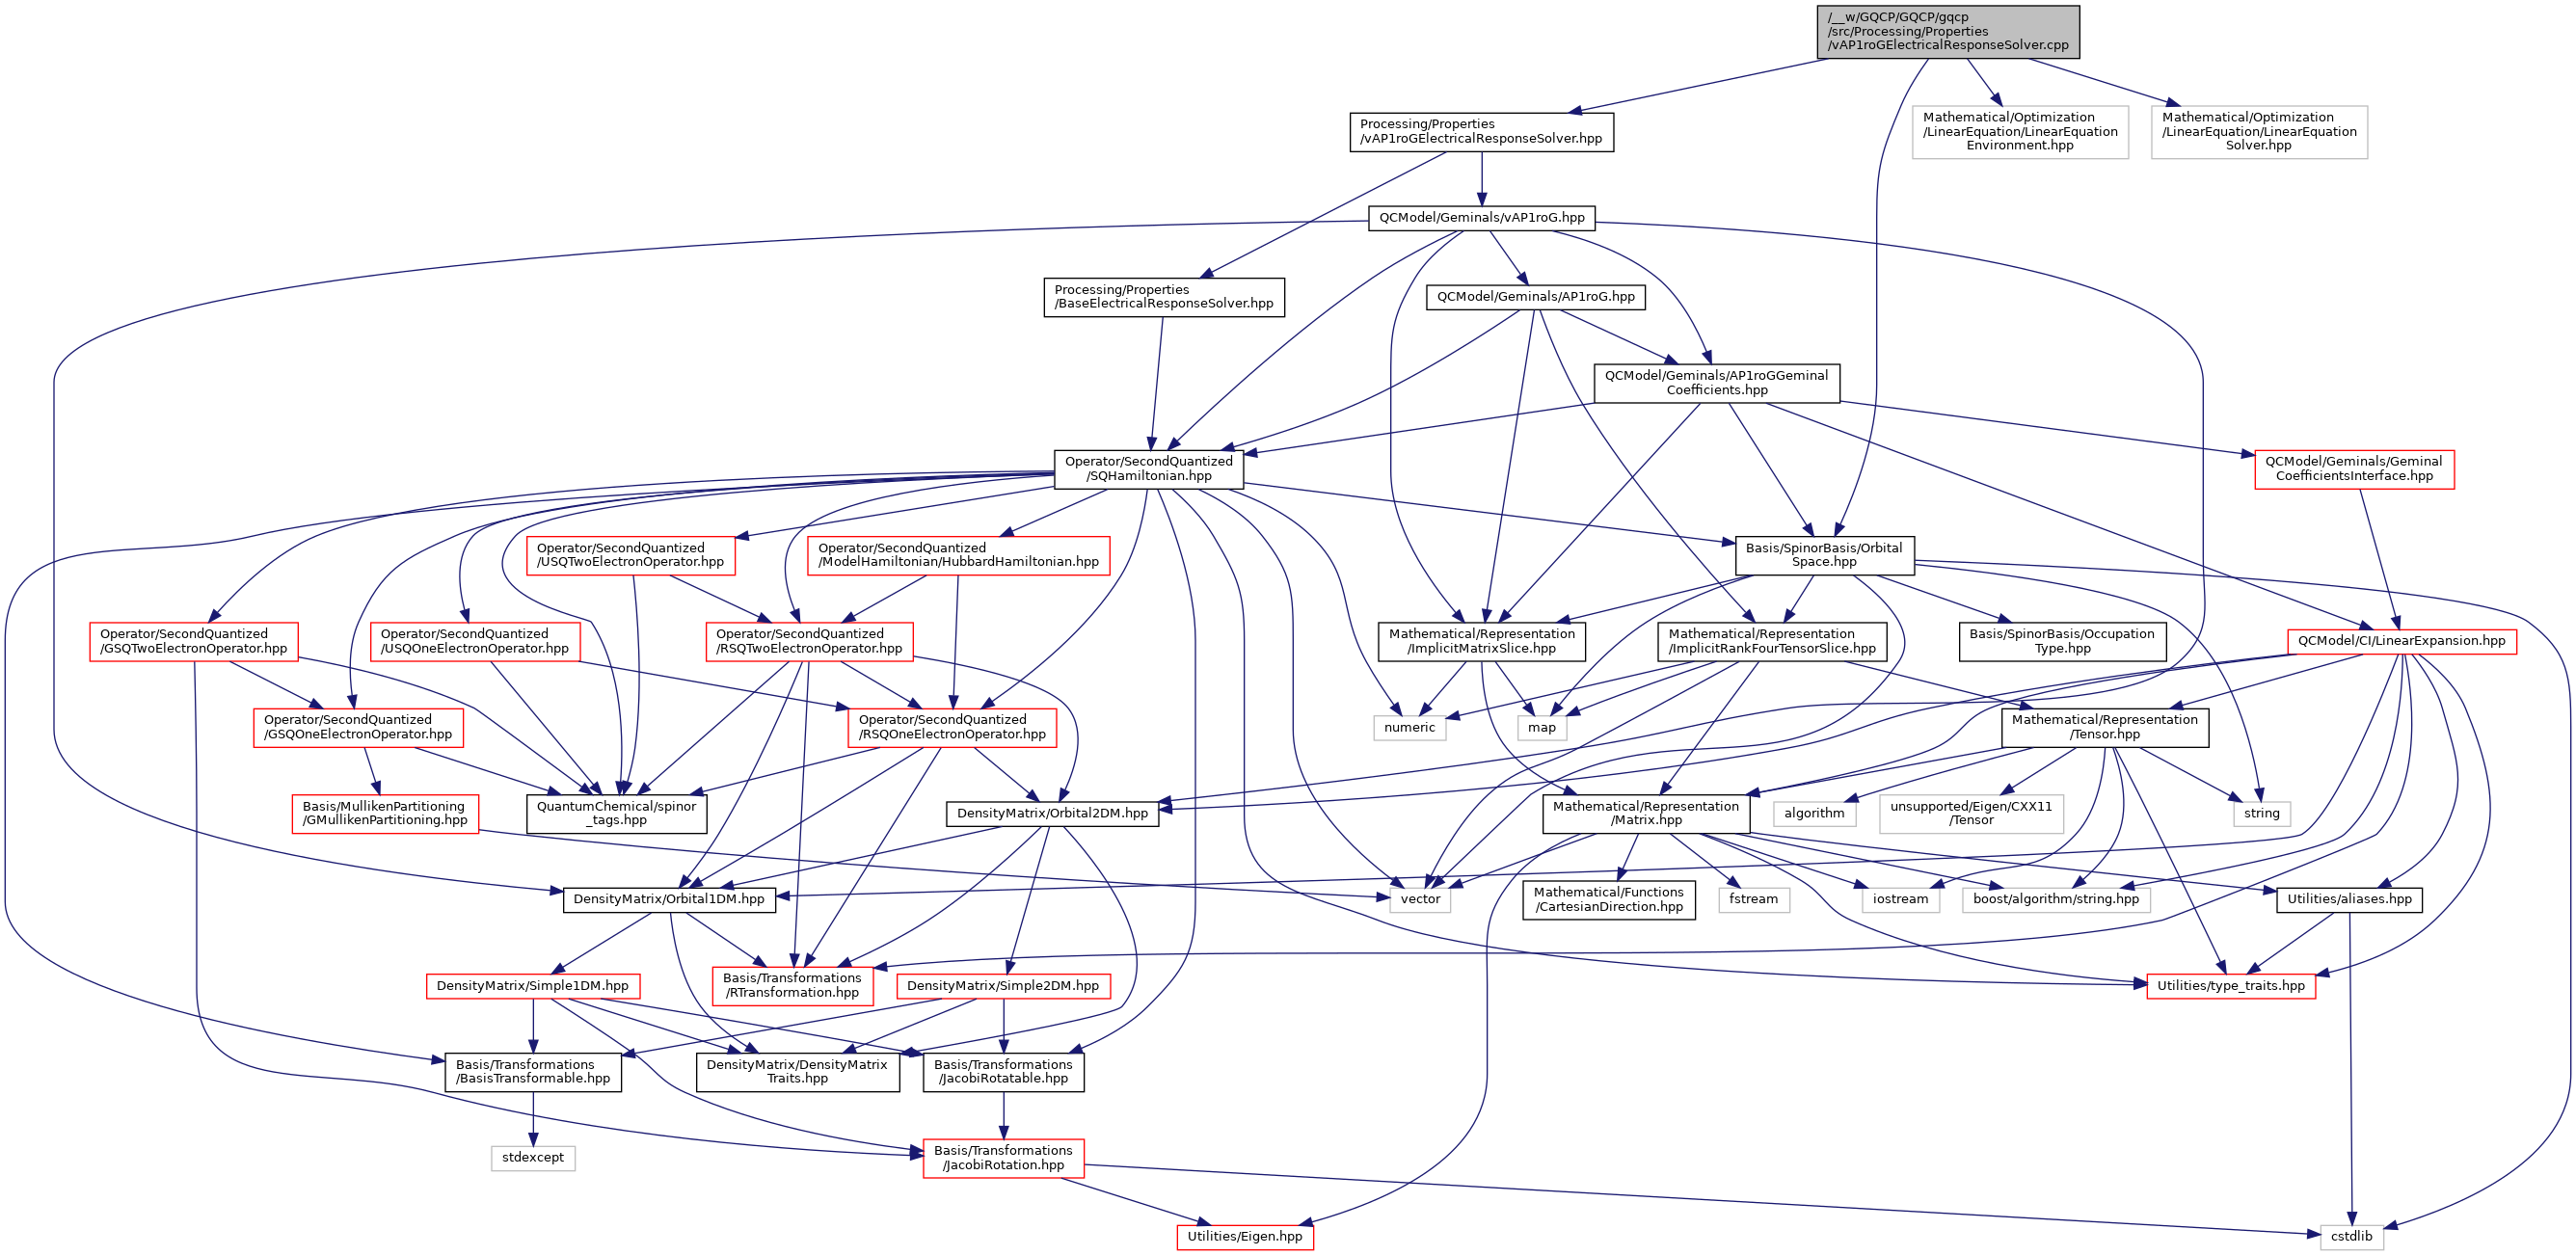 /__w/GQCP/GQCP/gqcp
/src/Processing/Properties
/vAP1roGElectricalResponseSolver.cpp
Processing/Properties
/vAP1roGElectricalResponseSolver.hpp
Mathematical/Optimization
/LinearEquation/LinearEquation
Environment.hpp
Mathematical/Optimization
/LinearEquation/LinearEquation
Solver.hpp
QCModel/Geminals/vAP1roG.hpp
Processing/Properties
/BaseElectricalResponseSolver.hpp
QCModel/Geminals/AP1roG.hpp
QCModel/Geminals/AP1roGGeminal
Coefficients.hpp
Operator/SecondQuantized
/SQHamiltonian.hpp
QCModel/Geminals/Geminal
CoefficientsInterface.hpp
Operator/SecondQuantized
/USQTwoElectronOperator.hpp
Operator/SecondQuantized
/ModelHamiltonian/HubbardHamiltonian.hpp
Basis/SpinorBasis/Orbital
Space.hpp
Operator/SecondQuantized
/GSQTwoElectronOperator.hpp
Operator/SecondQuantized
/USQOneElectronOperator.hpp
Operator/SecondQuantized
/RSQTwoElectronOperator.hpp
Mathematical/Representation
/ImplicitMatrixSlice.hpp
Mathematical/Representation
/ImplicitRankFourTensorSlice.hpp
Basis/SpinorBasis/Occupation
Type.hpp
QCModel/CI/LinearExpansion.hpp
Operator/SecondQuantized
/GSQOneElectronOperator.hpp
Operator/SecondQuantized
/RSQOneElectronOperator.hpp
numeric
map
Mathematical/Representation
/Tensor.hpp
Basis/MullikenPartitioning
/GMullikenPartitioning.hpp
QuantumChemical/spinor
_tags.hpp
DensityMatrix/Orbital2DM.hpp
Mathematical/Representation
/Matrix.hpp
algorithm
unsupported/Eigen/CXX11
/Tensor
string
DensityMatrix/Orbital1DM.hpp
vector
Mathematical/Functions
/CartesianDirection.hpp
fstream
iostream
boost/algorithm/string.hpp
Utilities/aliases.hpp
DensityMatrix/Simple1DM.hpp
Basis/Transformations
/RTransformation.hpp
DensityMatrix/Simple2DM.hpp
Utilities/type_traits.hpp
Basis/Transformations
/BasisTransformable.hpp
DensityMatrix/DensityMatrix
Traits.hpp
Basis/Transformations
/JacobiRotatable.hpp
stdexcept
Basis/Transformations
/JacobiRotation.hpp
Utilities/Eigen.hpp
cstdlib